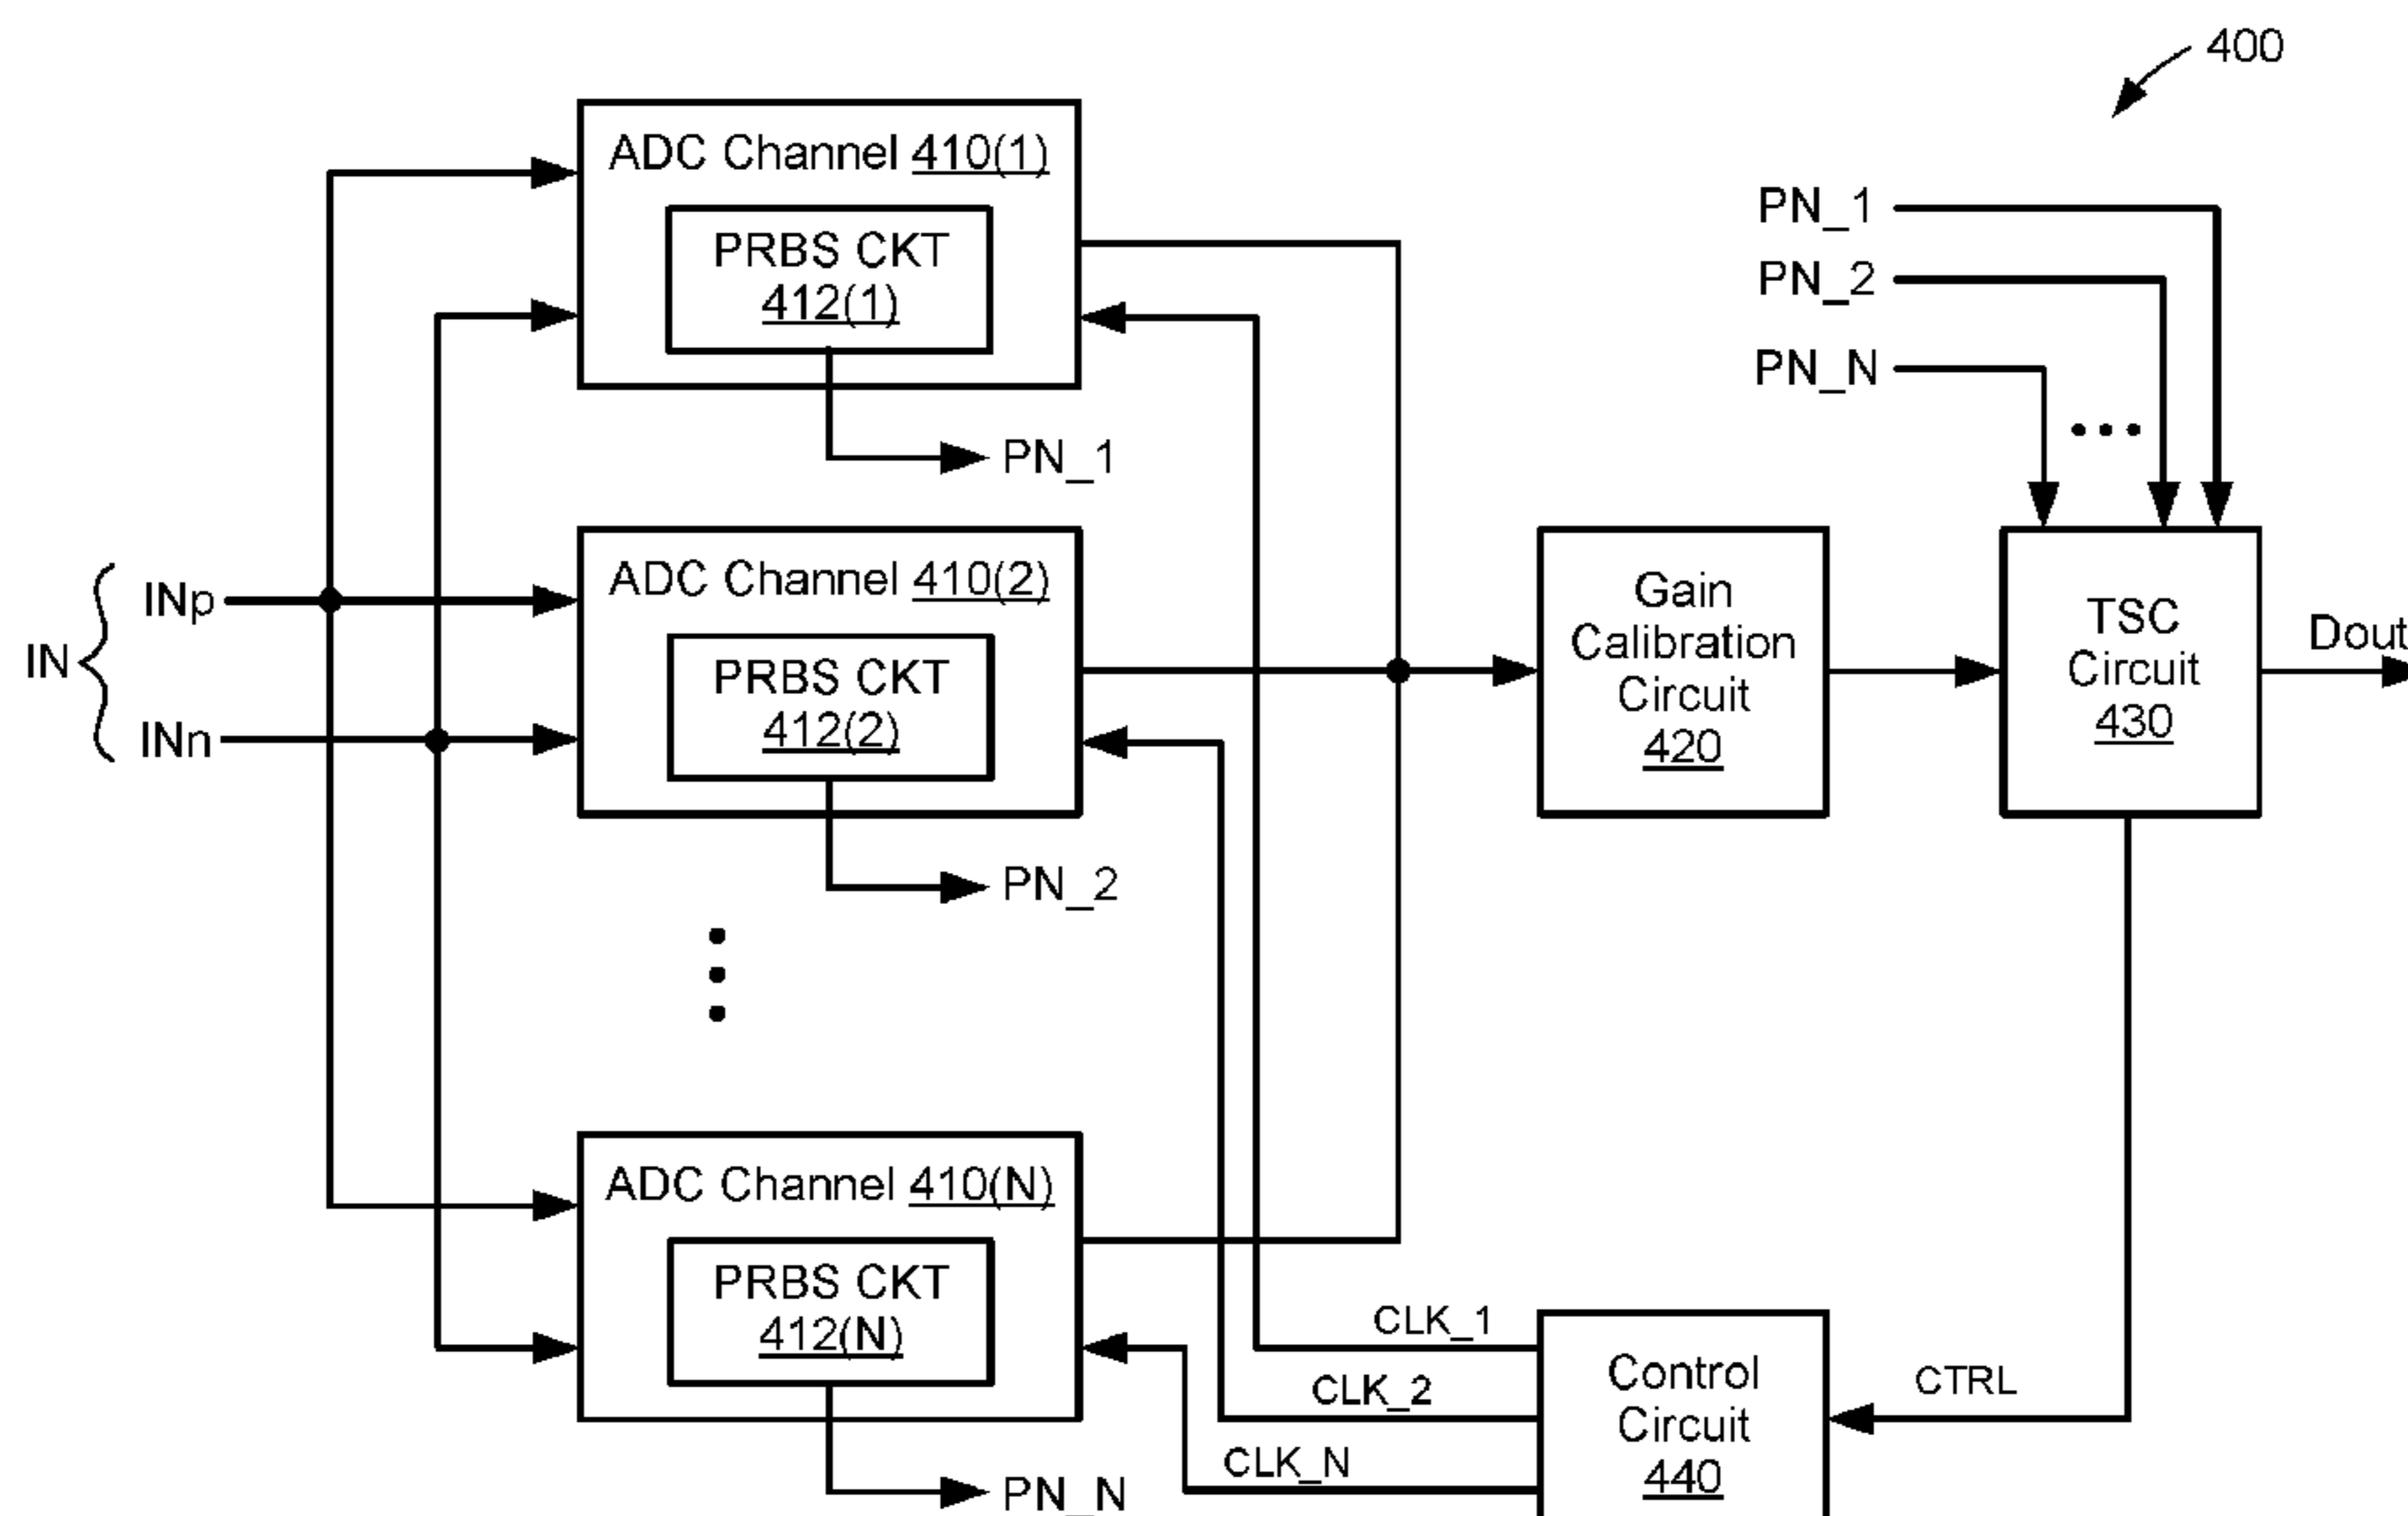 400
ADC Channel 410(1)
PRBS CKT
412(1)
PN_1
PN_1
PN_2
PN_N
IN
INp
INn
ADC Channel 410(2)
PRBS CKT
412(2)
PN_2
Gain
Calibration
Circuit
420
TSC
Circuit
430
Dout
ADC Channel 410(N)
PRBS CKT
412(N)
PN_N
CLK_1
CLK_2
CLK_N
Control
Circuit
440
CTRL